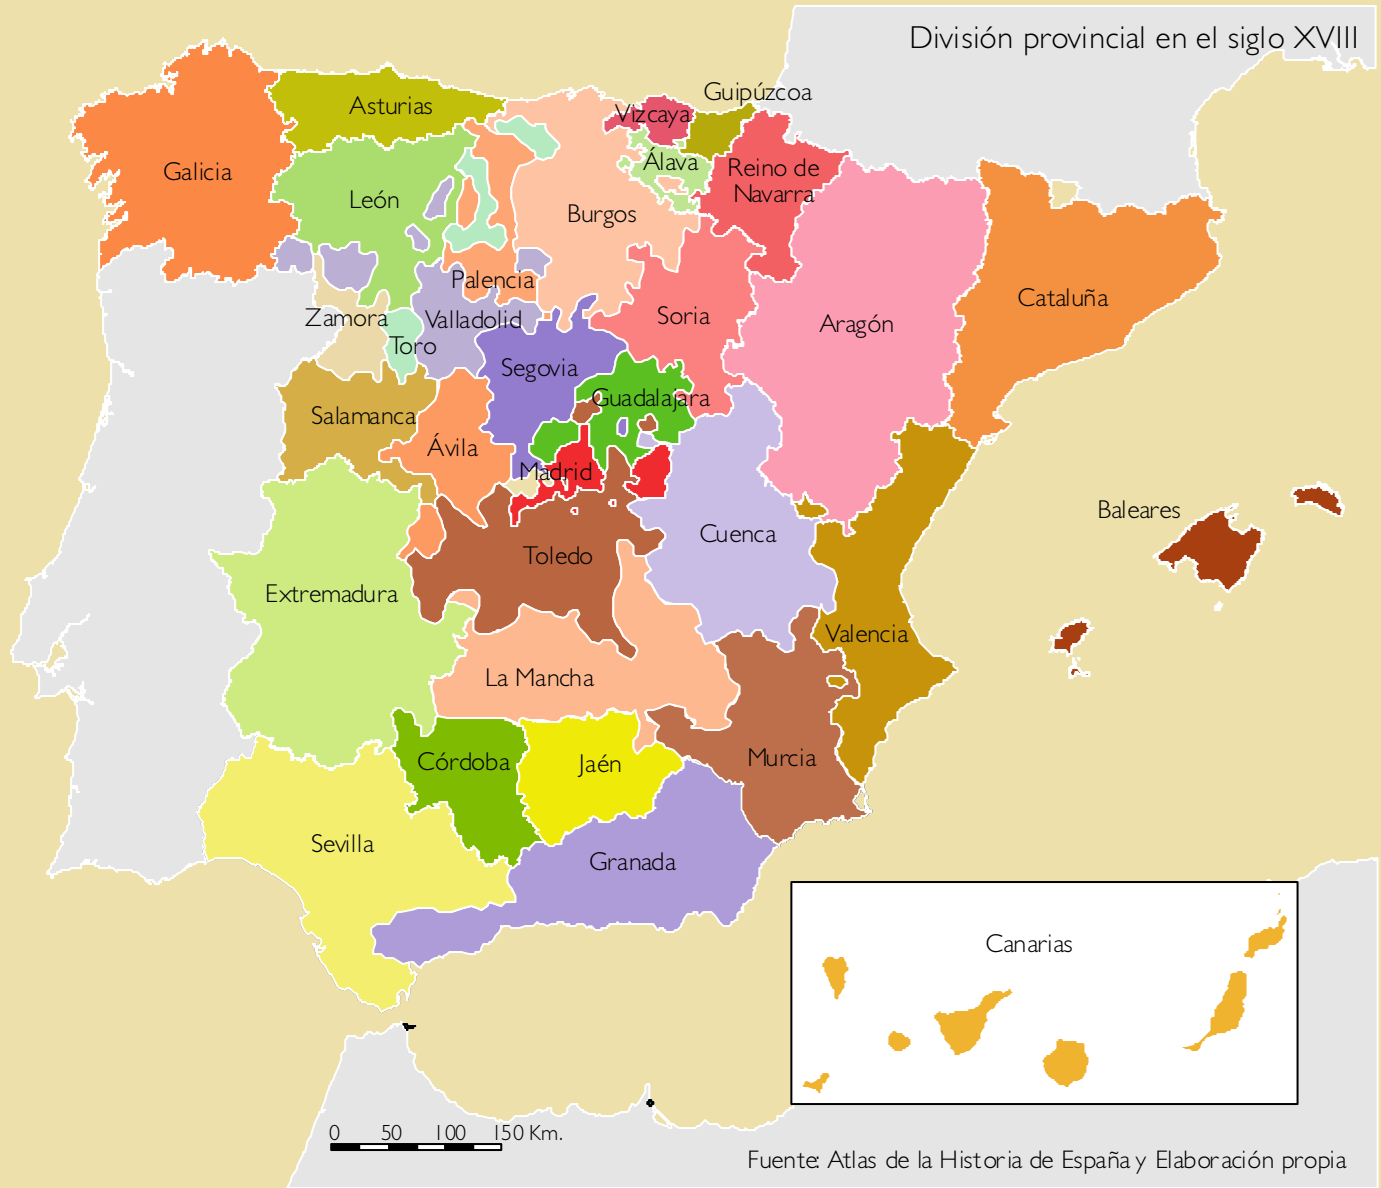 División provincial en el siglo XVIII
Guipúzcoa
Asturias
Vizcaya
Álava
Galicia
Reino de
Navarra
León
Burgos
Palencia
Cataluña
Zamora
Valladolid
Soria
Aragón
Toro
Segovia
Guadalajara
Salamanca
Ávila
Madrid
Baleares
Cuenca
Toledo
Extremadura
Valencia
La Mancha
Córdoba
Jaén
Murcia
Sevilla
Granada
Canarias
0 50 100 150 Km.
Fuente: Atlas de la Historia de España y Elaboración propia